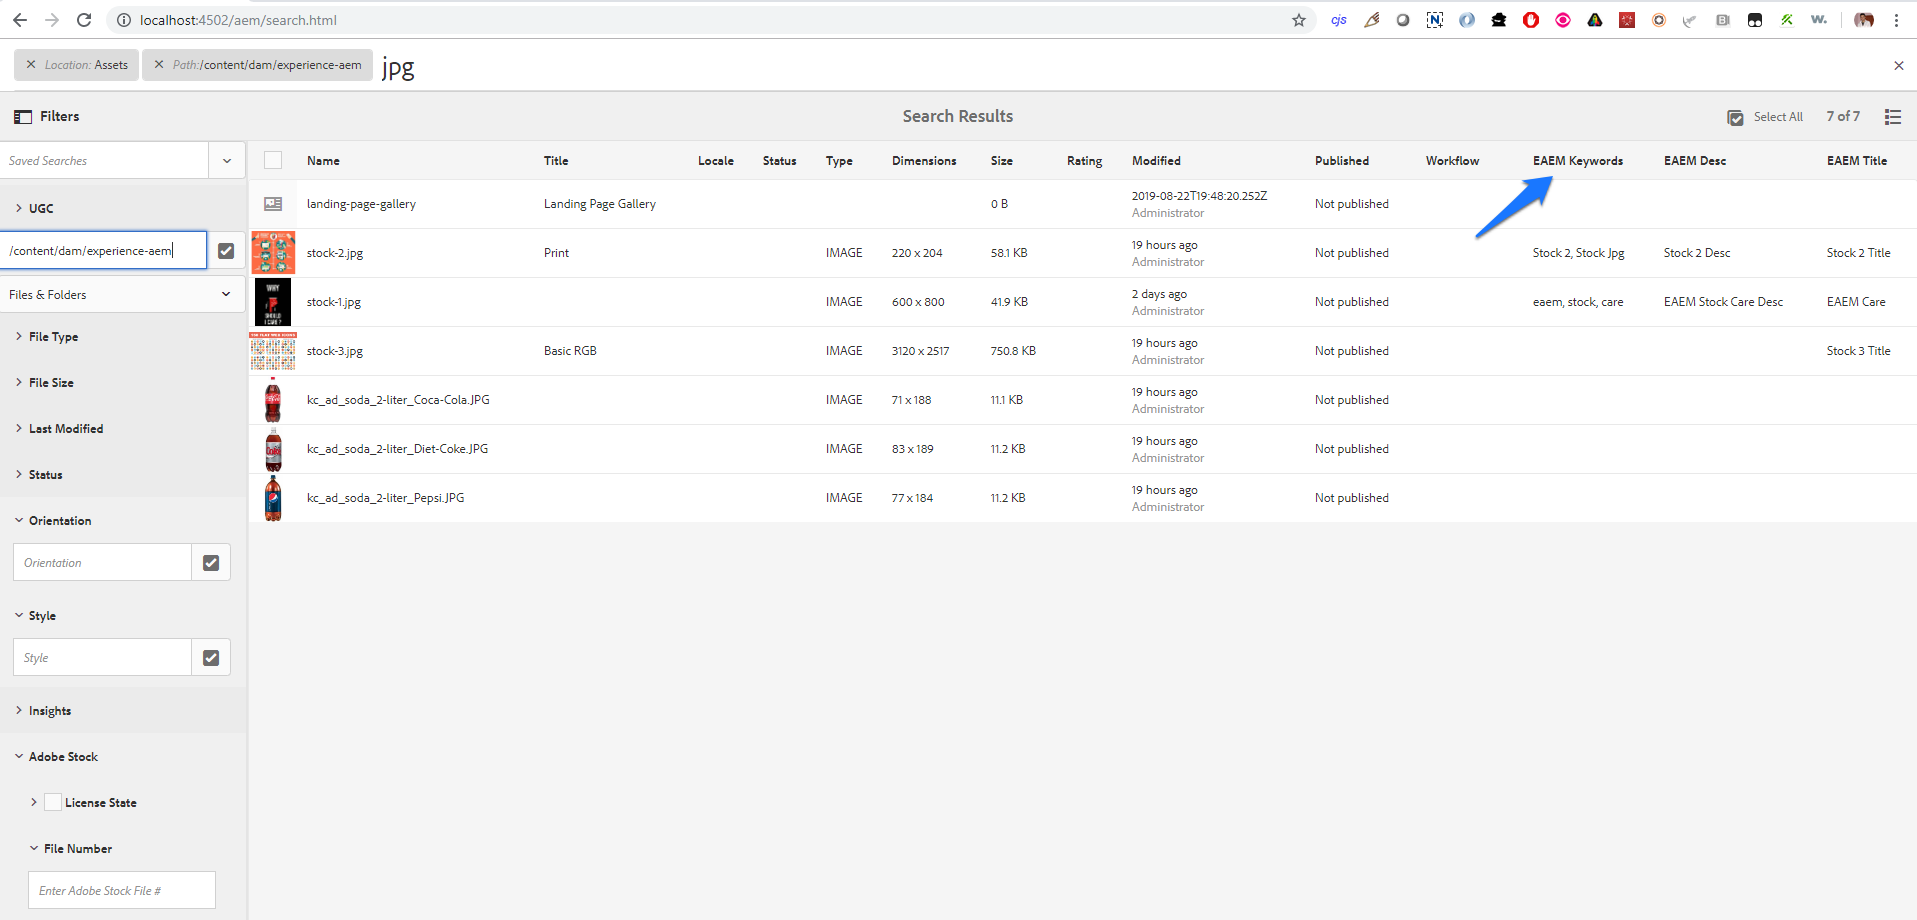 localhost:4502/aem/search.html
cjs
N
B
W.
Location: Assets
Path:/content/dam/experience-aem
jpg
Filters
Search Results
Select All
7 of 7
Saved Searches
Name Title Locale Status Type Dimensions Size Rating Modified Published Workflow EAEM Keywords EAEM Desc EAEM Title
UGC
/content/dam/experience-aem
Files & Folders
File Type
File Size
Last Modified
Status
Orientation
Orientation
Style
Style
Insights
Adobe Stock
License State
File Number
Enter Adobe Stock File #
landing-page-gallery Landing Page Gallery 0 B 2019-08-22T19:48:20.252Z Not published
Administrator
stock-2.jpg Print IMAGE 220 x 204 58.1 KB 19 hours ago Not published Stock 2, Stock Jpg Stock 2 Desc Stock 2 Title
Administrator
WHY
SHOULD
I CARE ?
stock-1.jpg IMAGE 600 x 800 41.9 KB 2 days ago Not published eaem, stock, care EAEM Stock Care Desc EAEM Care
Administrator
stock-3.jpg Basic RGB IMAGE 3120 x 2517 750.8 KB 19 hours ago Not published Stock 3 Title
Administrator
kc_ad_soda_2-liter_Coca-Cola.JPG IMAGE 71 x 188 11.1 KB 19 hours ago Not published
Administrator
kc_ad_soda_2-liter_Diet-Coke.JPG IMAGE 83 x 189 11.2 KB 19 hours ago Not published
Administrator
kc_ad_soda_2-liter_Pepsi.JPG IMAGE 77 x 184 11.2 KB 19 hours ago Not published
Administrator